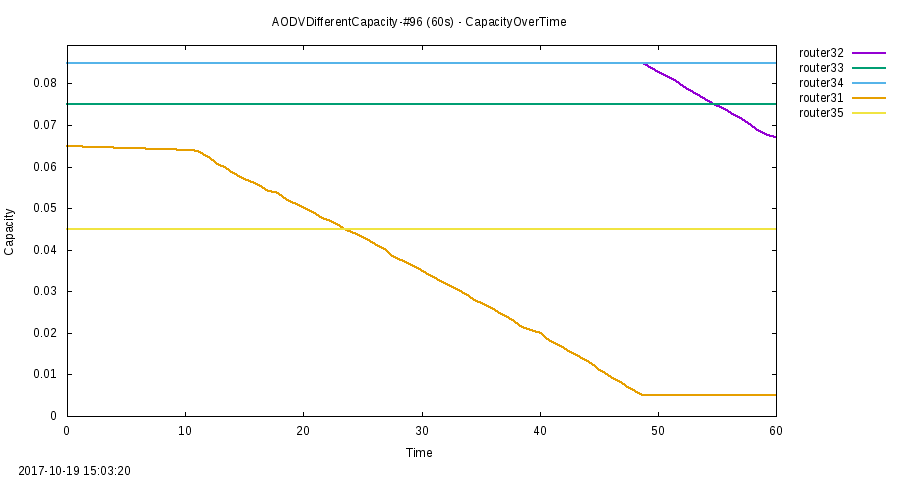 AODVDifferentCapacity-#96 (60s) - CapacityOverTime
router32
router33
router34
router31
router35
0.08
0.07
0.06
0.05
0.04
0.03
0.02
0.01
0
Capacity
0 10 20 30 40 50 60
Time
2017-10-19 15:03:20